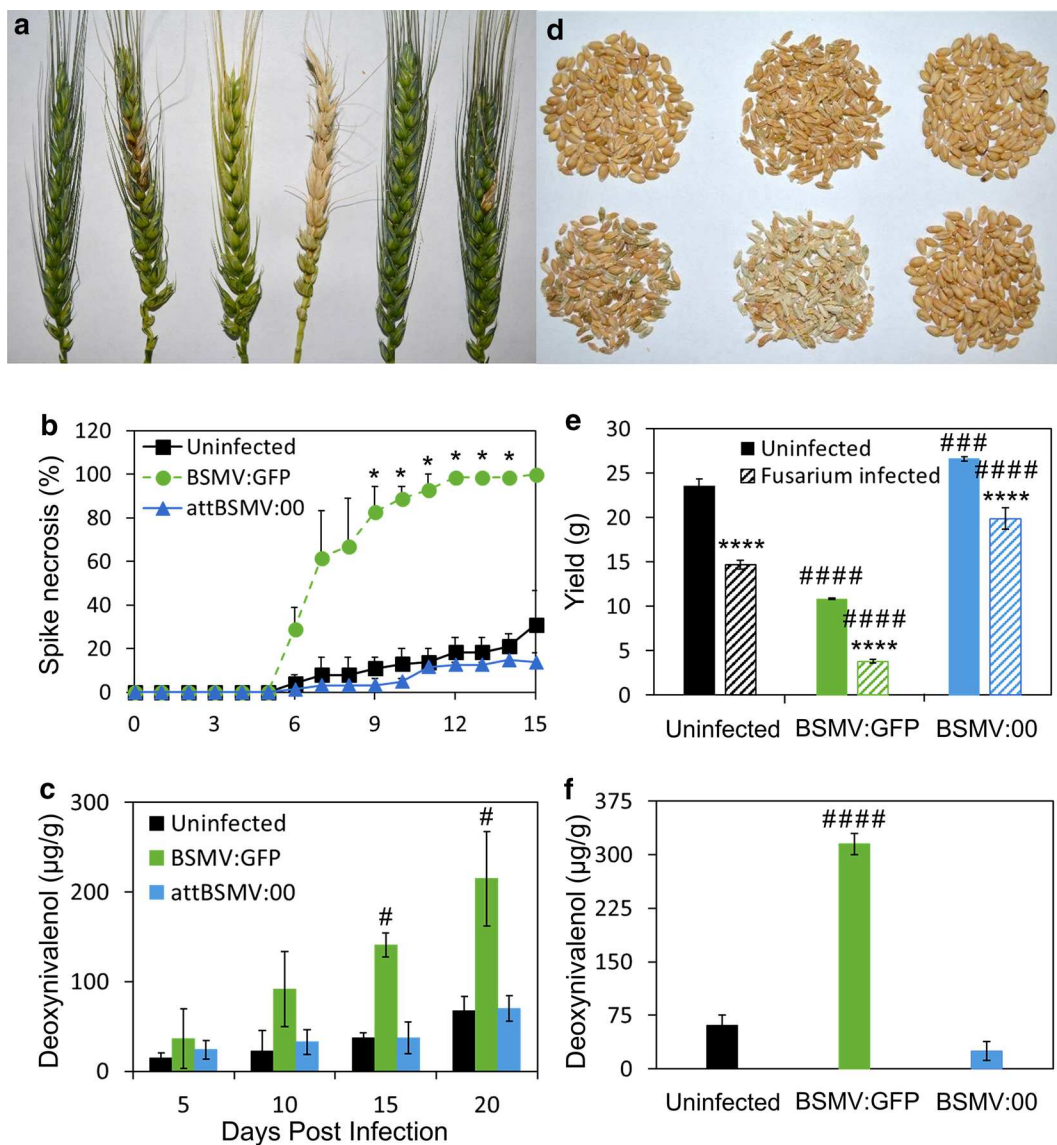 a
d
b
120
100
80
60
40
20
0
Spike necrosis (%)
Uninfected
BSMV:GFP
attBSMV:00
* * * * * *
0 3 6 9 12 15
e
30
25
20
15
10
5
0
Yield (g)
Uninfected
Fusarium infected
****
####
####
****
###
####
****
Uninfected BSMV:GFP BSMV:00
c
300
200
100
0
Deoxynivalenol (µg/g)
Uninfected
BSMV:GFP
attBSMV:00
#
#
5 10 15 20
Days Post Infection
f
375
300
225
150
75
0
Deoxynivalenol (µg/g)
####
Uninfected BSMV:GFP BSMV:00